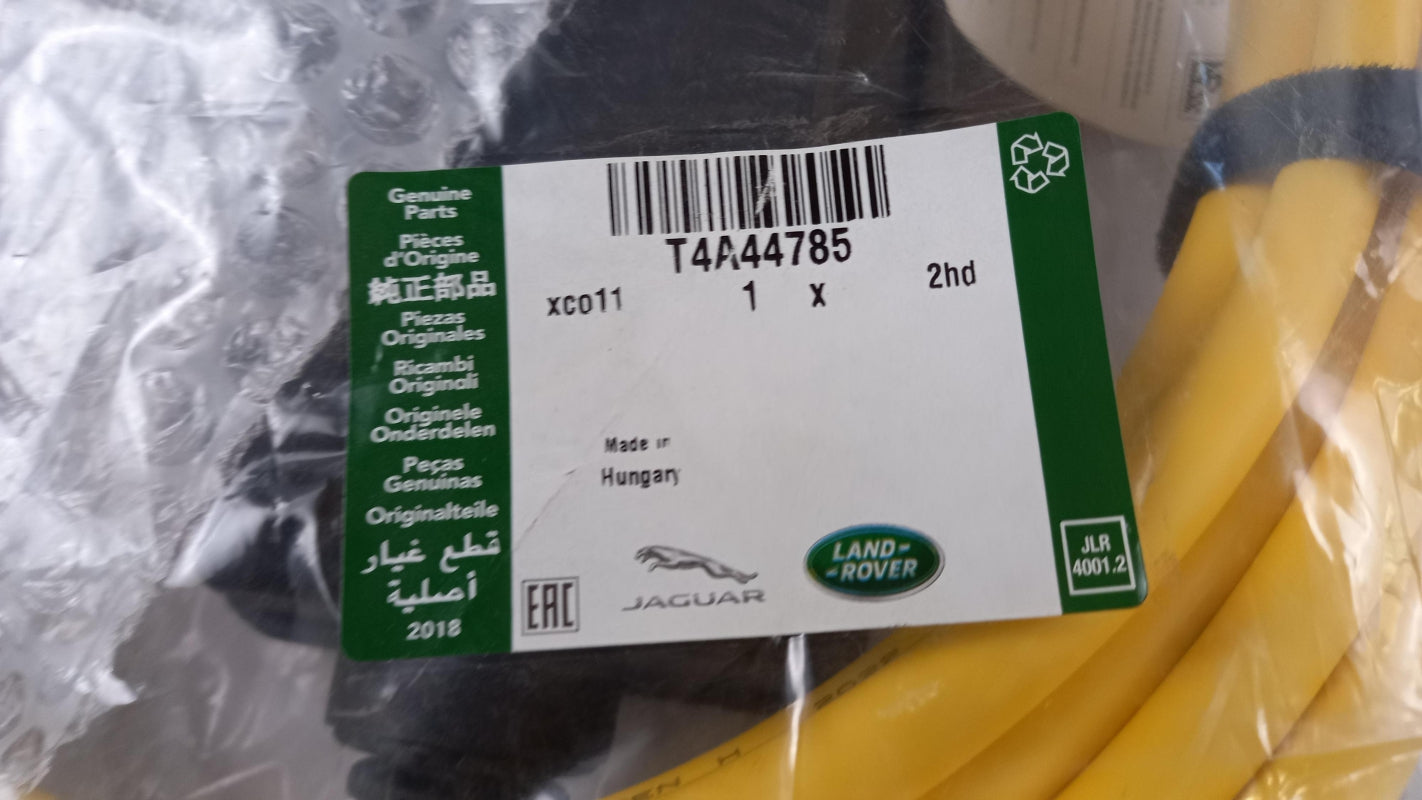 Genuine
Parts
Pièces
d'Origine
純正部品
Piezas
Originales
Ricambi
Originali
Originele
Onderdelen
Peças
Genuinas
Originalteile
قطع غيار
أصلية
2018
T4A44785
xco11 1 x 2hd
Made in
Hungary
EAC
JAGUAR
LAND-
-ROVER
JLR
4001.2